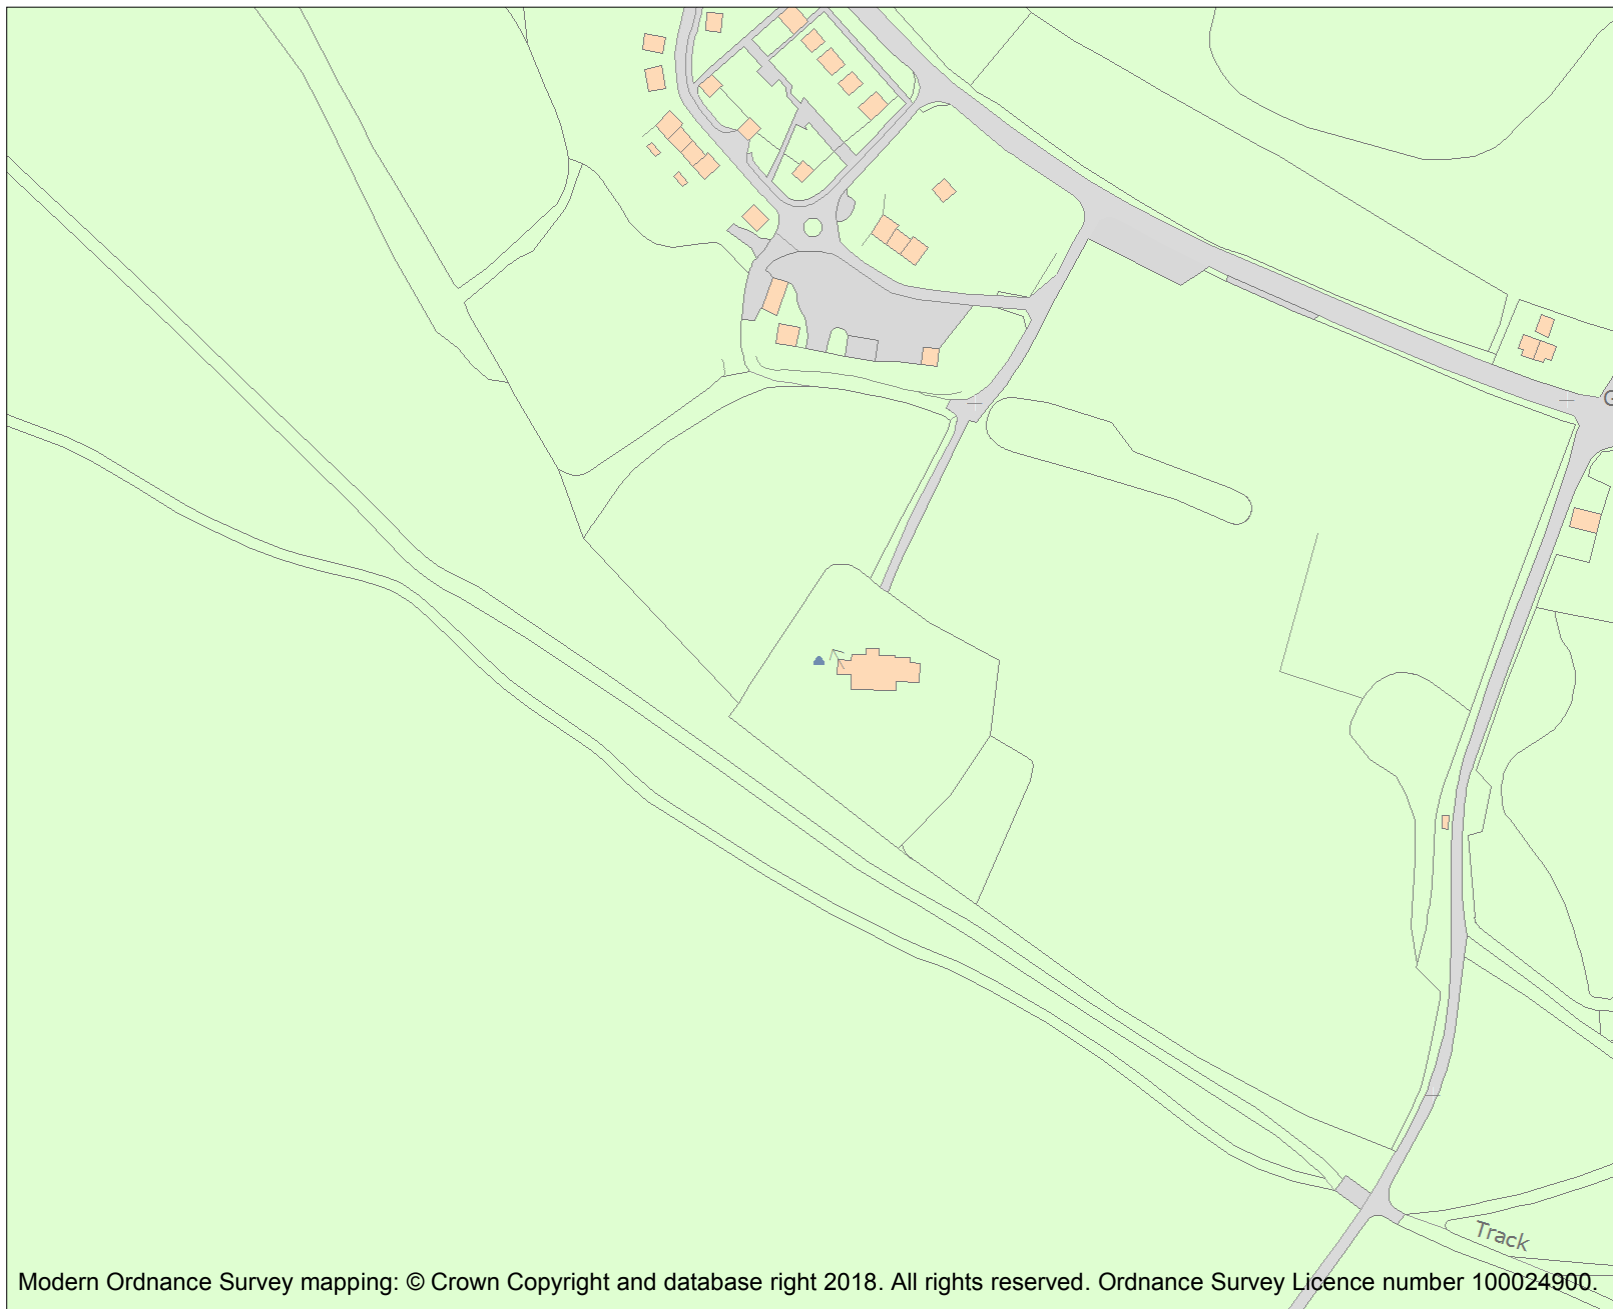 Track
Modern Ordnance Survey mapping: © Crown Copyright and database right 2018. All rights reserved. Ordnance Survey Licence number 100024900.